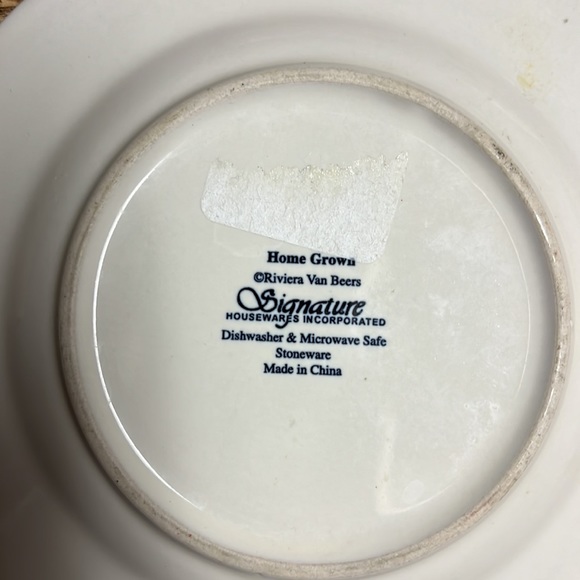 Home Grown
©Riviera Van Beers
Signature
HOUSEWARES INCORPORATED
Dishwasher & Microwave Safe
Stoneware
Made in China